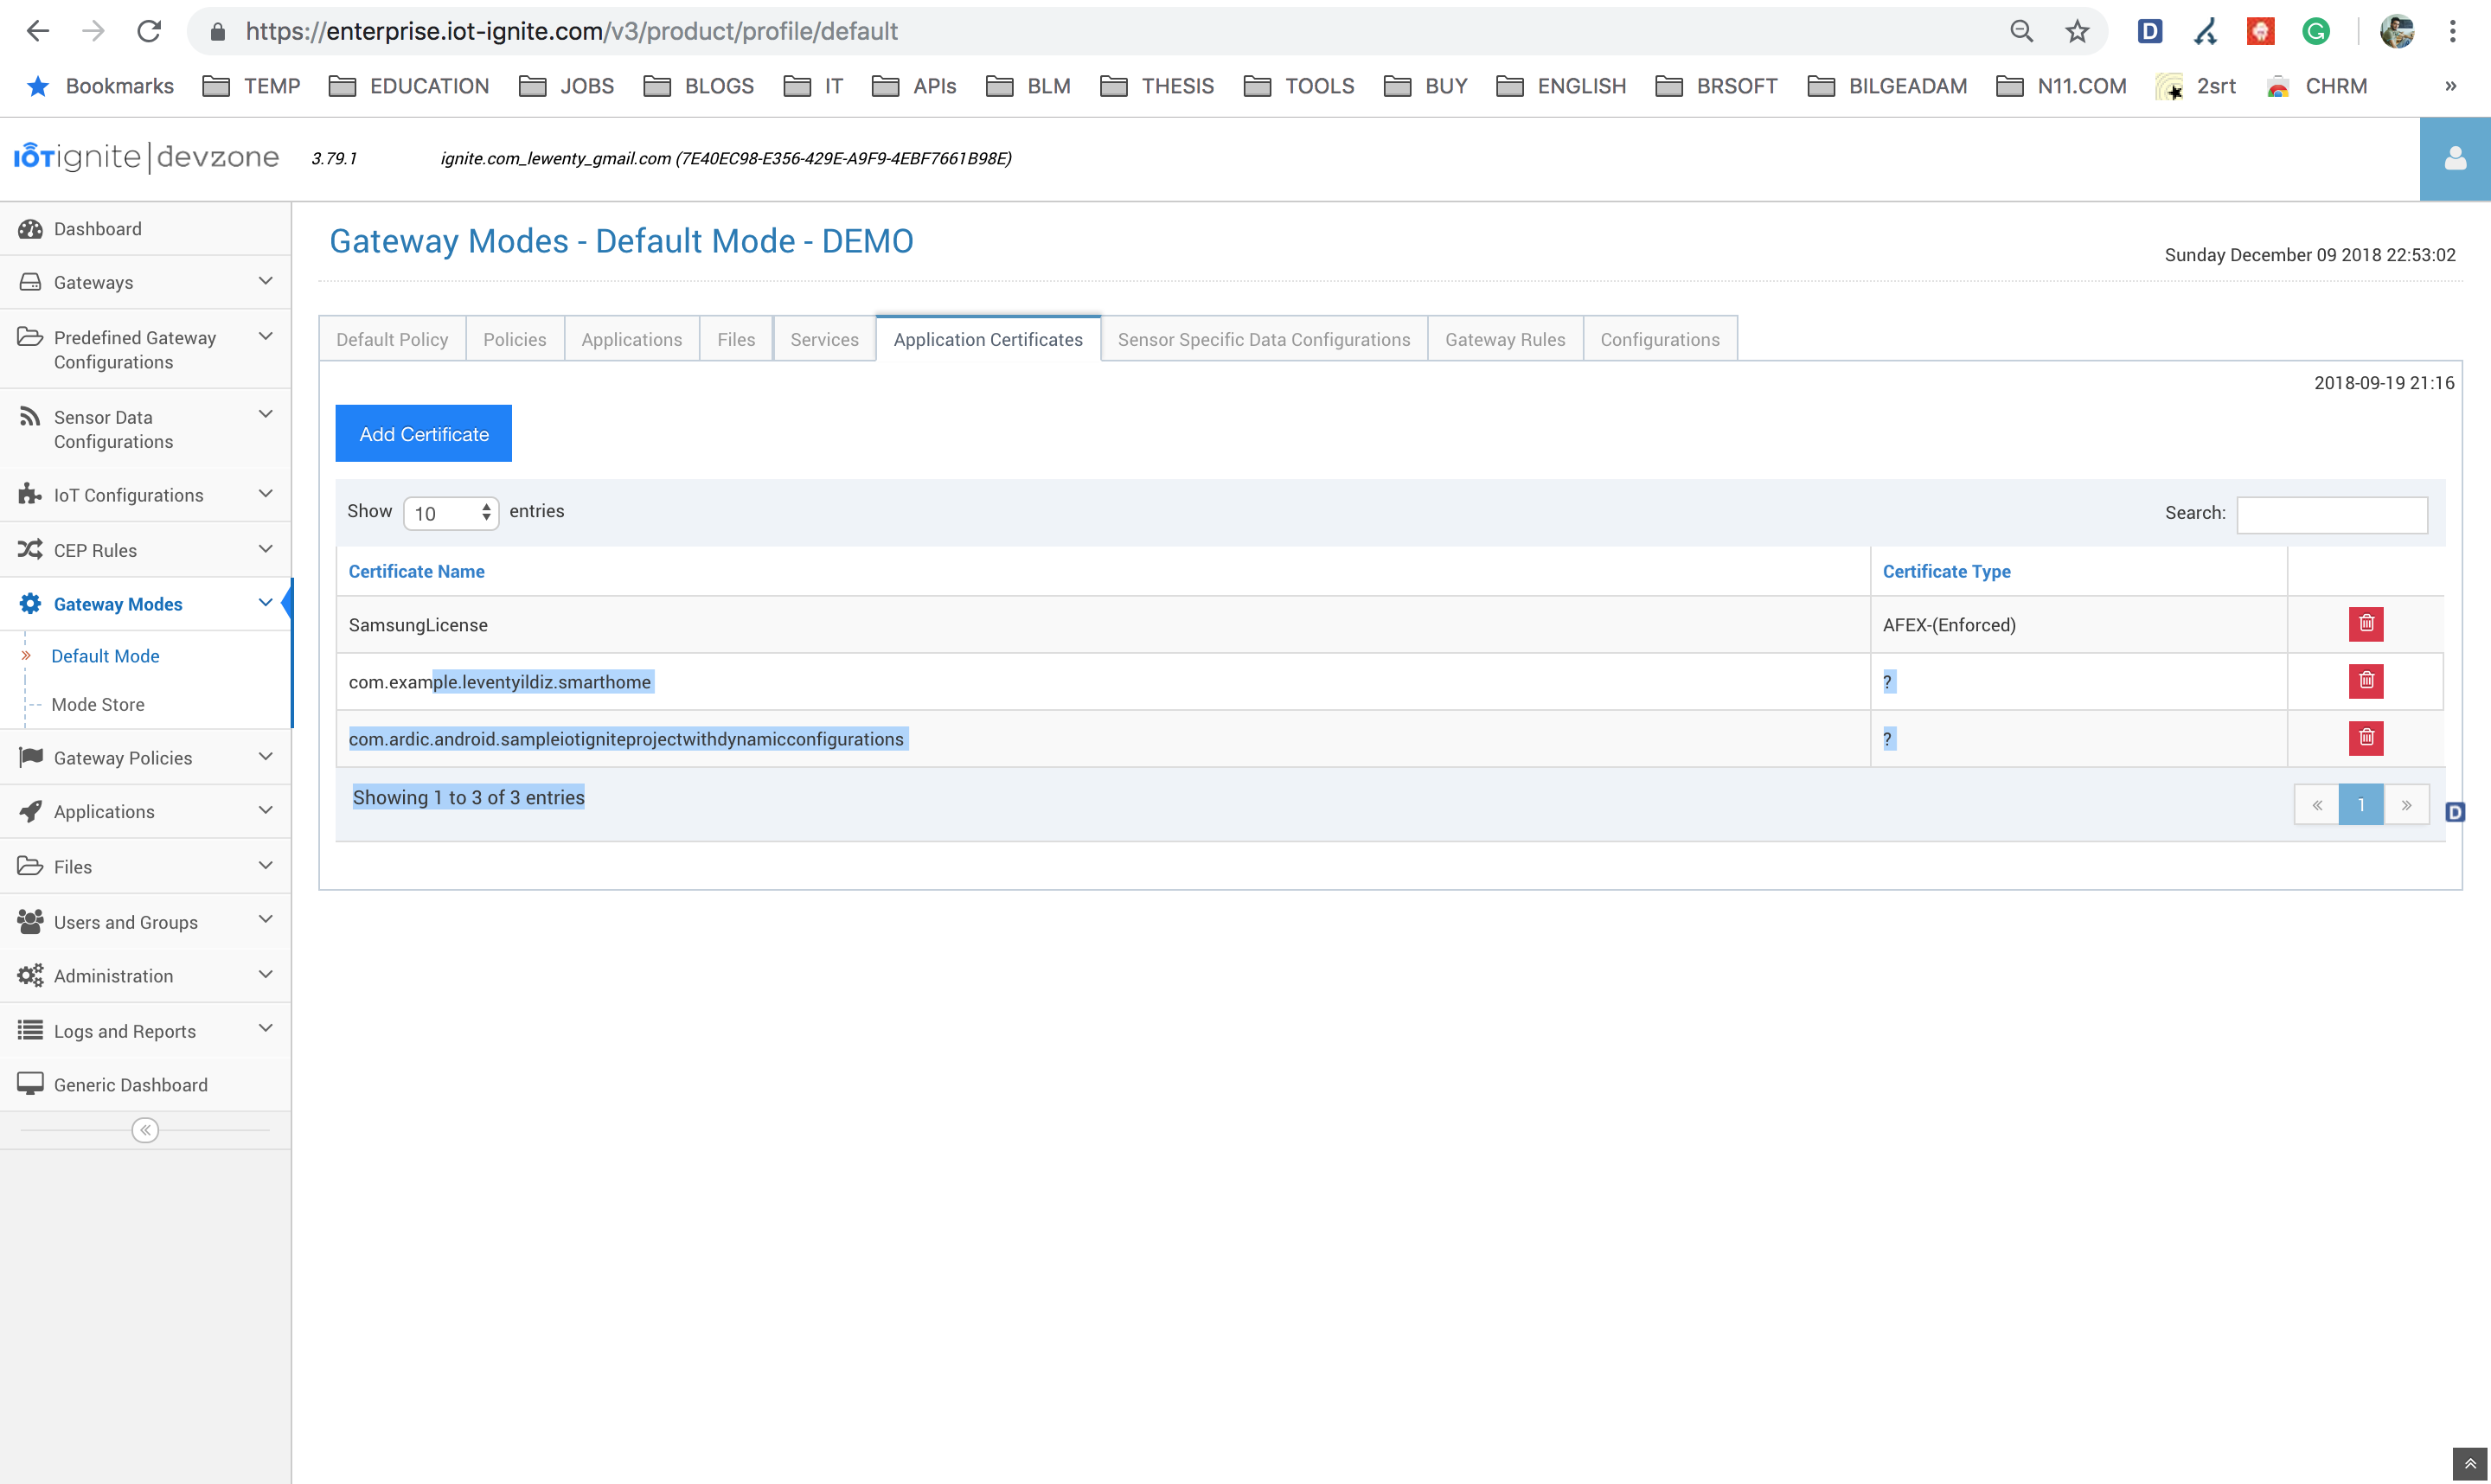 https://enterprise.iot-ignite.com/v3/product/profile/default
Bookmarks TEMP EDUCATION JOBS BLOGS IT APIs BLM THESIS TOOLS BUY ENGLISH BRSOFT BILGEADAM N11.COM 2srt CHRM »
IOTignite|devzone 3.79.1 ignite.com_lewenty_gmail.com (7E40EC98-E356-429E-A9F9-4EBF7661B98E)
Dashboard
Gateways
Predefined Gateway
Configurations
Sensor Data
Configurations
IoT Configurations
CEP Rules
Gateway Modes
Default Mode
Mode Store
Gateway Policies
Applications
Files
Users and Groups
Administration
Logs and Reports
Generic Dashboard
Gateway Modes - Default Mode - DEMO
Sunday December 09 2018 22:53:02
Default Policy Policies Applications Files Services Application Certificates Sensor Specific Data Configurations Gateway Rules Configurations
2018-09-19 21:16
Add Certificate
Show 10 entries Search:
Certificate Name Certificate Type
SamsungLicense AFEX-(Enforced)
com.example.leventyildiz.smarthome ?
com.ardic.android.sampleiotigniteprojectwithdynamicconfigurations ?
Showing 1 to 3 of 3 entries « 1 » D